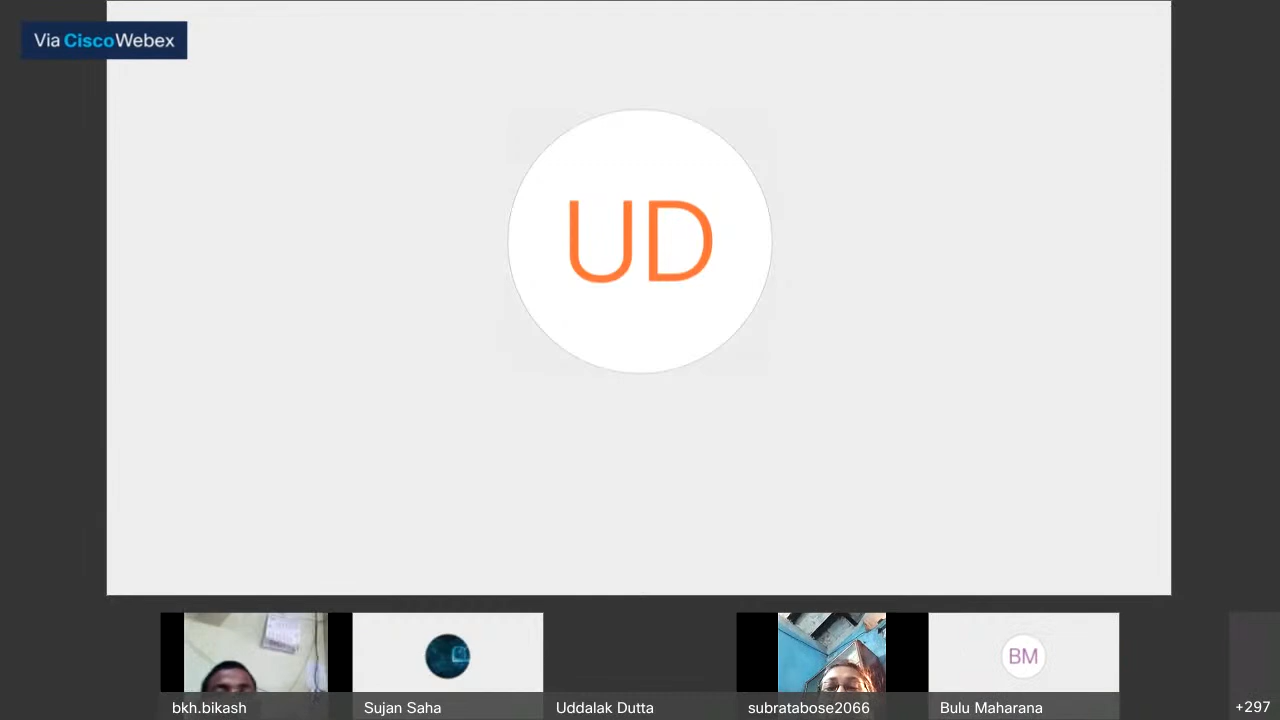 Via CiscoWebex
UD
BM
bkh.bikash
Sujan Saha
Uddalak Dutta
subratabose2066
Bulu Maharana
+297